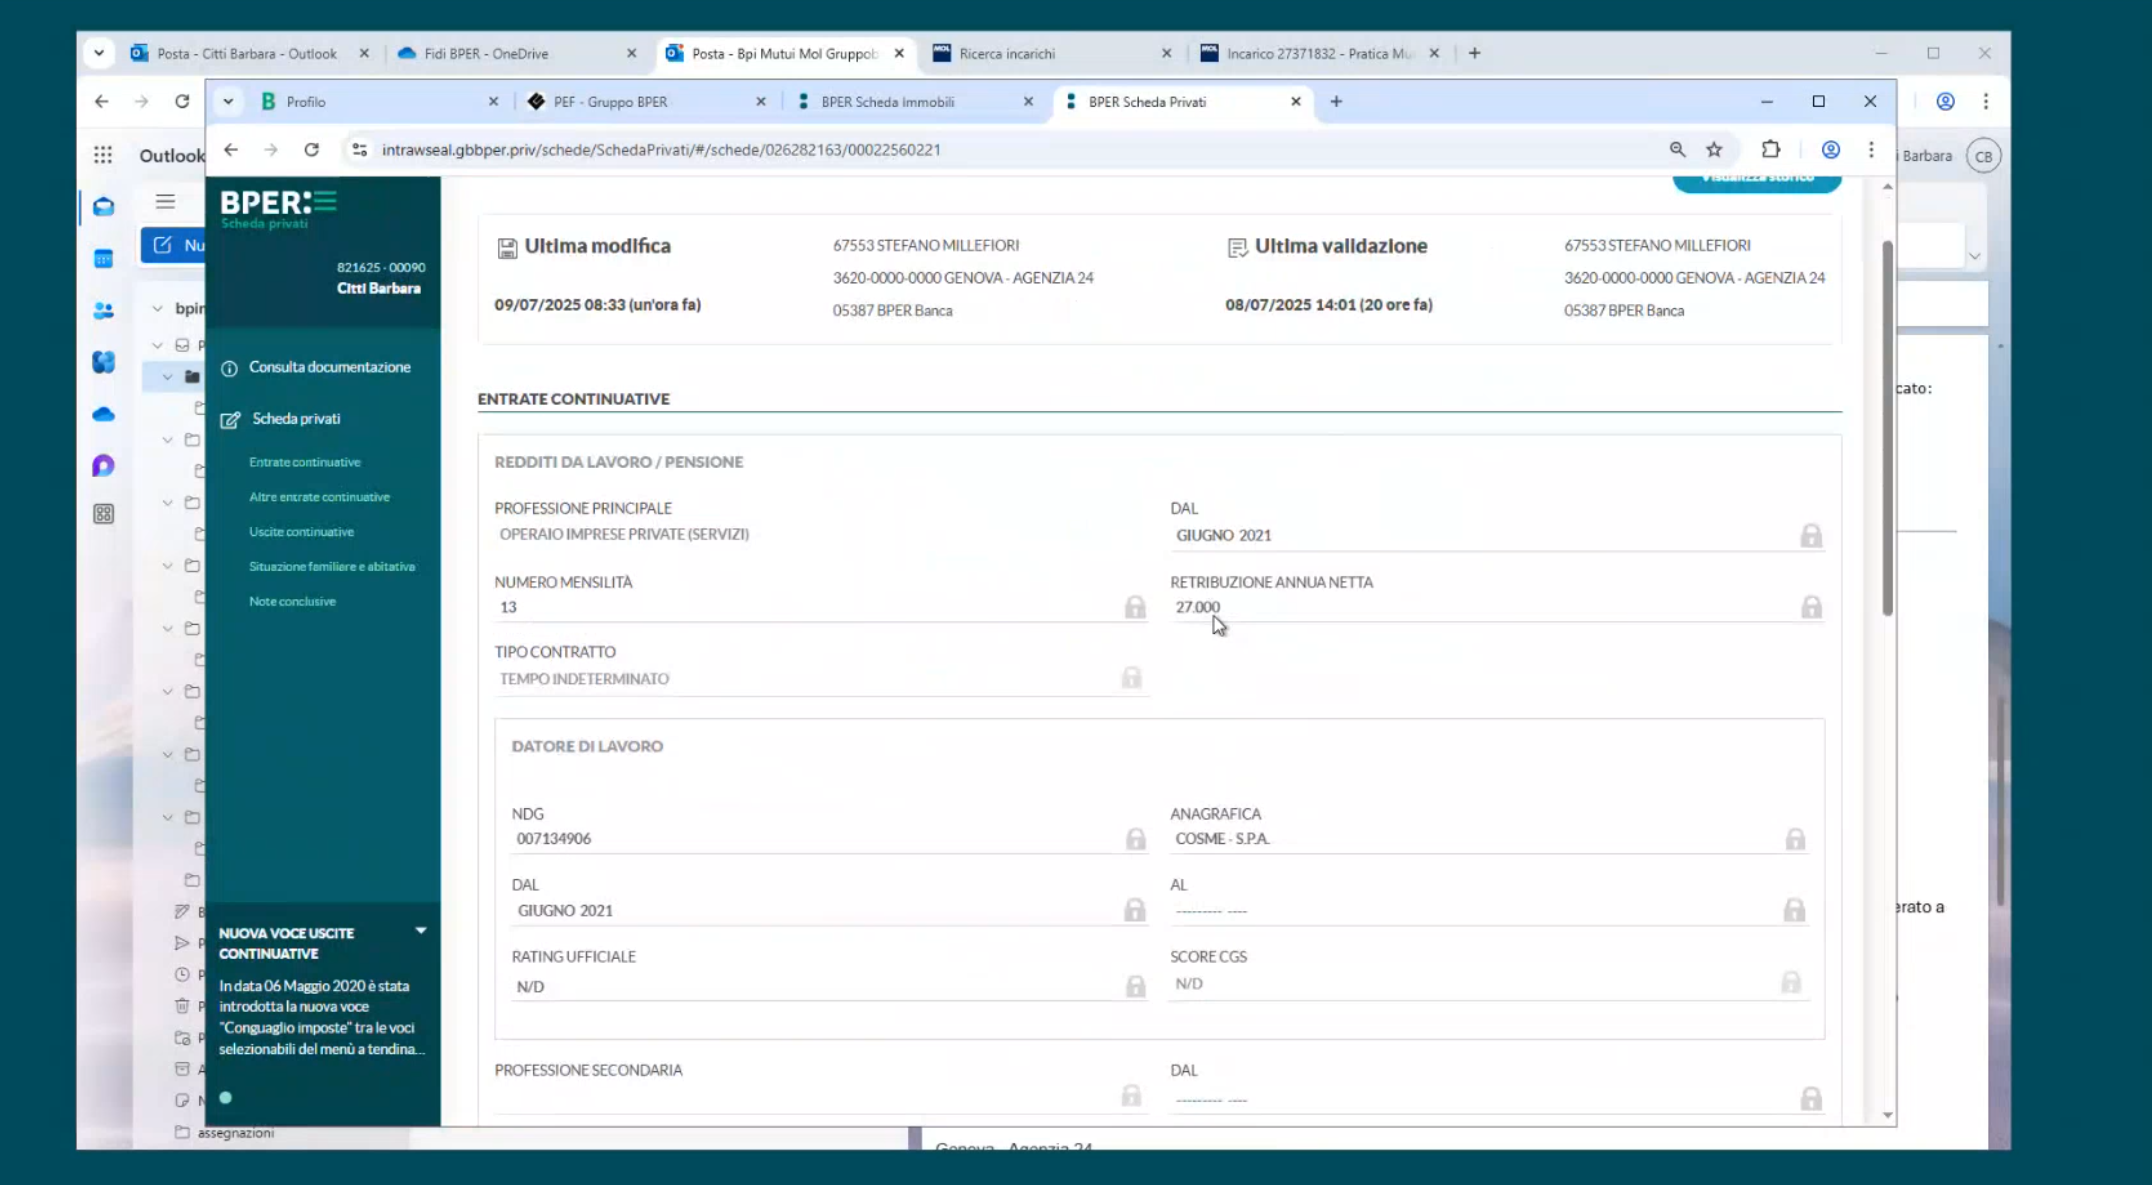 Posta - Citti Barbara - Outlook
Fidi BPER - OneDrive
Posta - Bpi Mutui Mol Gruppob
MOL
Ricerca incarichi
MOL
Incarico 27371832 - Pratica Mu
Profilo
PEF - Gruppo BPER
BPER Scheda Immobili
BPER Scheda Privati
Outlook
intrawseal.gbbper.priv/schede/SchedaPrivati/#/schede/026282163/00022560221
Barbara
CB
Nu
BPER:
Scheda privati
821625 - 00090
Citti Barbara
Consulta documentazione
Scheda privati
Entrate continuative
Altre entrate continuative
Uscite continuative
Situazione familiare e abitativa
Note conclusive
NUOVA VOCE USCITE
CONTINUATIVE
In data 06 Maggio 2020 è stata
introdotta la nuova voce
"Conguaglio imposte" tra le voci
selezionabili del menù a tendina...
assegnazioni
Visualizza storico
Ultima modifica
67553 STEFANO MILLEFIORI
3620-0000-0000 GENOVA - AGENZIA 24
09/07/2025 08:33 (un'ora fa)
05387 BPER Banca
Ultima validazione
67553 STEFANO MILLEFIORI
3620-0000-0000 GENOVA - AGENZIA 24
08/07/2025 14:01 (20 ore fa)
05387 BPER Banca
ENTRATE CONTINUATIVE
REDDITI DA LAVORO / PENSIONE
PROFESSIONE PRINCIPALE
OPERAIO IMPRESE PRIVATE (SERVIZI)
DAL
GIUGNO 2021
NUMERO MENSILITÀ
13
RETRIBUZIONE ANNUA NETTA
27.000
TIPO CONTRATTO
TEMPO INDETERMINATO
DATORE DI LAVORO
NDG
007134906
ANAGRAFICA
COSME - S.P.A.
DAL
GIUGNO 2021
AL
--------- ----
RATING UFFICIALE
N/D
SCORE CGS
N/D
PROFESSIONE SECONDARIA
DAL
--------- ----
cato:
erato a
Genova - Agenzia 24